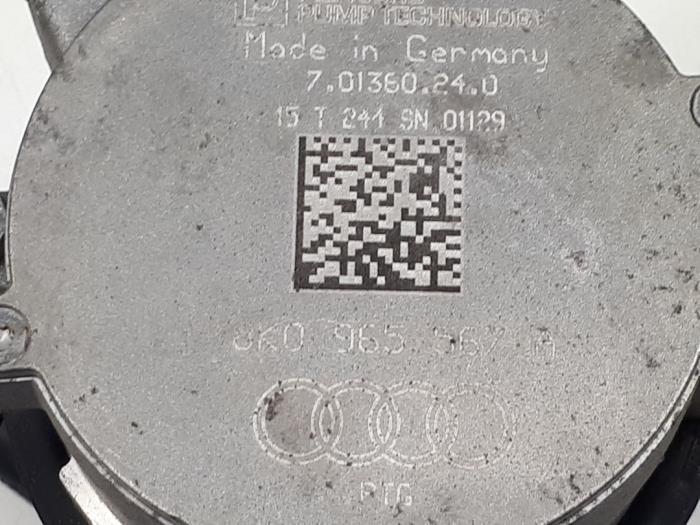 PUMP TECHNOLOGY
Made in Germany
7.01360.24.0
15 T 244 SN 01129
8K0 965 567 A
PTG